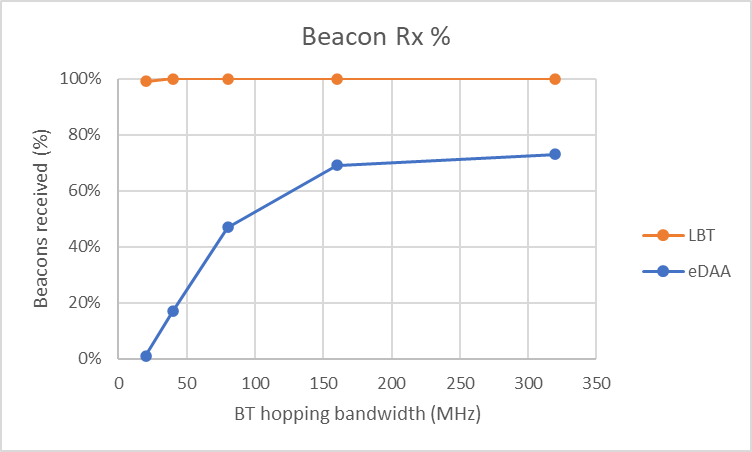 Beacon Rx %
100%
80%
60%
40%
20%
0%
Beacons received (%)
0 50 100 150 200 250 300 350
BT hopping bandwidth (MHz)
LBT
eDAA